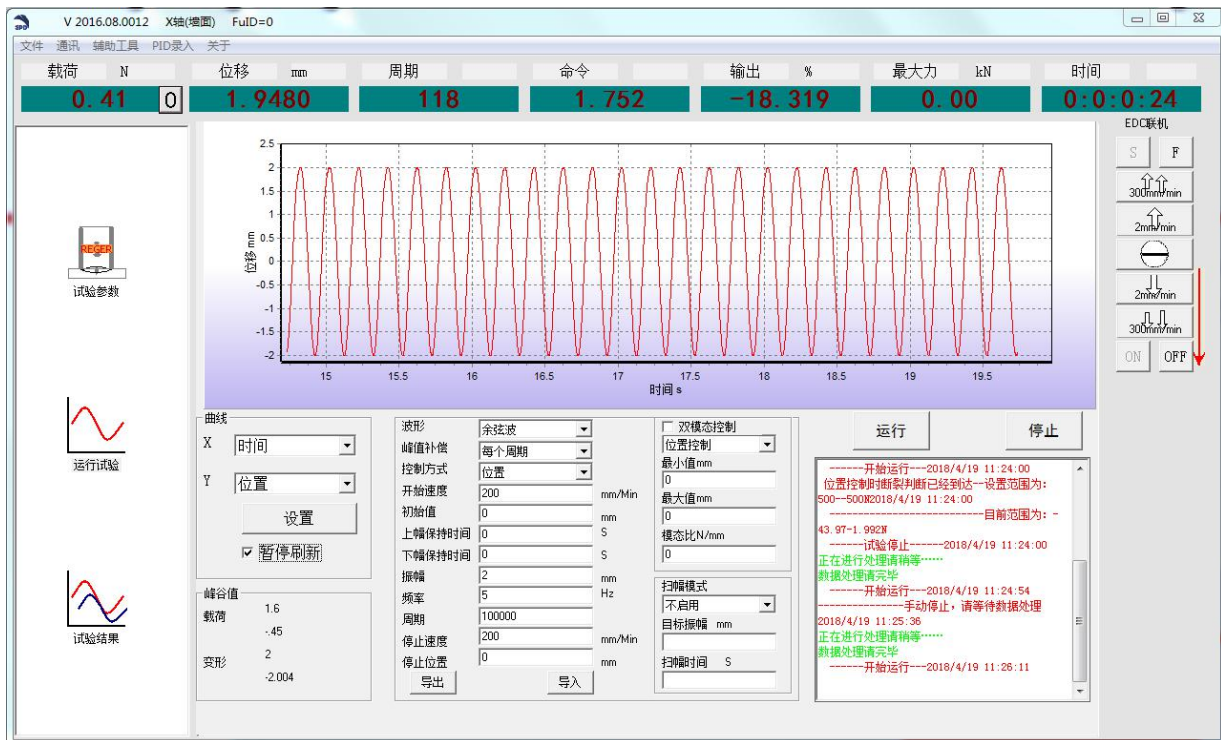 V 2016.08.0012 X轴(墙面) FuID=0
文件 通讯 辅助工具 PID录入 关于
载荷 N 位移 mm 周期 命令 输出 % 最大力 kN 时间
0.41 0 1.9480 118 1.752 -18.319 0.00 0:0:0:24
EDC联机
S F
300mm/min
2mm/min
2mm/min
300mm/min
ON OFF
REGER
试验参数
运行试验
试验结果
位移 mm
2.5
2
1.5
1
0.5
0
-0.5
-1
-1.5
-2
15 15.5 16 16.5 17 17.5 18 18.5 19 19.5
时间 s
曲线
X 时间
Y 位置
设置
暂停刷新
峰谷值
载荷 1.6
-.45
变形 2
-2.004
波形 余弦波
峰值补偿 每个周期
控制方式 位置
开始速度 200 mm/Min
初始值 0 mm
上幅保持时间 0 S
下幅保持时间 0 S
振幅 2 mm
频率 5 Hz
周期 100000
停止速度 200 mm/Min
停止位置 0 mm
导出 导入
双模态控制
位置控制
最小值mm
0
最大值mm
0
模态比N/mm
0
扫幅模式
不启用
目标振幅 mm
扫幅时间 S
运行 停止
------开始运行---2018/4/19 11:24:00
位置控制时断裂判断已经到达--设置范围为:
500--500N2018/4/19 11:24:00
-----------------------目前范围为: -
43.97-1.992N
------试验停止------2018/4/19 11:24:00
正在进行处理请稍等……
数据处理请完毕
------开始运行---2018/4/19 11:24:54
---------------手动停止，请等待数据处理
2018/4/19 11:25:36
正在进行处理请稍等……
数据处理请完毕
------开始运行---2018/4/19 11:26:11